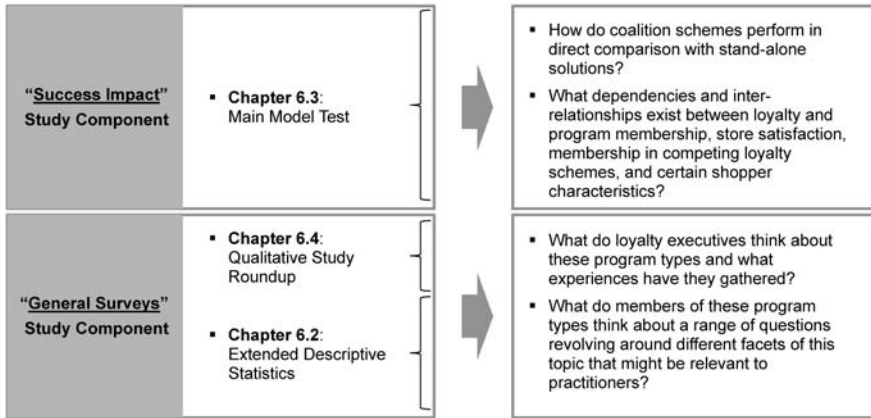 “Success Impact”
Study Component
▪ Chapter 6.3:
Main Model Test
▪ How do coalition schemes perform in
direct comparison with stand-alone
solutions?
▪ What dependencies and inter-
relationships exist between loyalty and
program membership, store satisfaction,
membership in competing loyalty
schemes, and certain shopper
characteristics?
“General Surveys”
Study Component
▪ Chapter 6.4:
Qualitative Study
Roundup
▪ Chapter 6.2:
Extended Descriptive
Statistics
▪ What do loyalty executives think about
these program types and what
experiences have they gathered?
▪ What do members of these program
types think about a range of questions
revolving around different facets of this
topic that might be relevant to
practitioners?